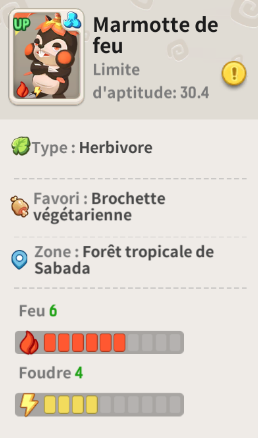 UP
Marmotte de
feu
Limite
d'aptitude: 30.4
Type : Herbivore
Favori : Brochette
végétarienne
Zone : Forêt tropicale de
Sabada
Feu 6
Foudre 4